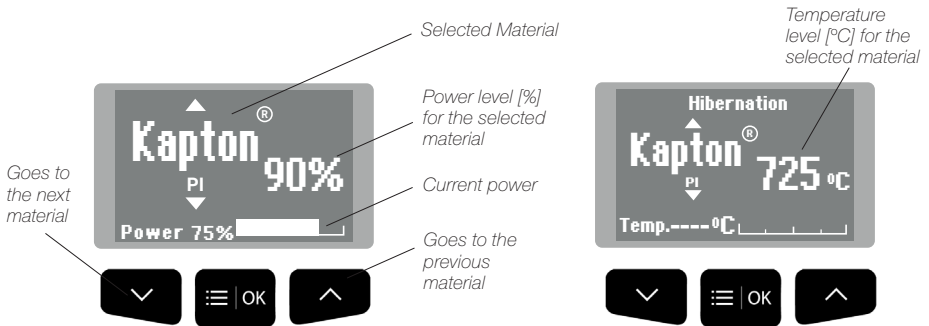 Selected Material
Power level [%]
for the selected
material
Current power
Goes to the
previous
material
Goes to
the next
material
Kapton®
90%
PI
Power 75%
OK
Temperature
level [ºC] for the
selected material
Hibernation
Kapton®
725 ºC
PI
Temp.----ºC
OK